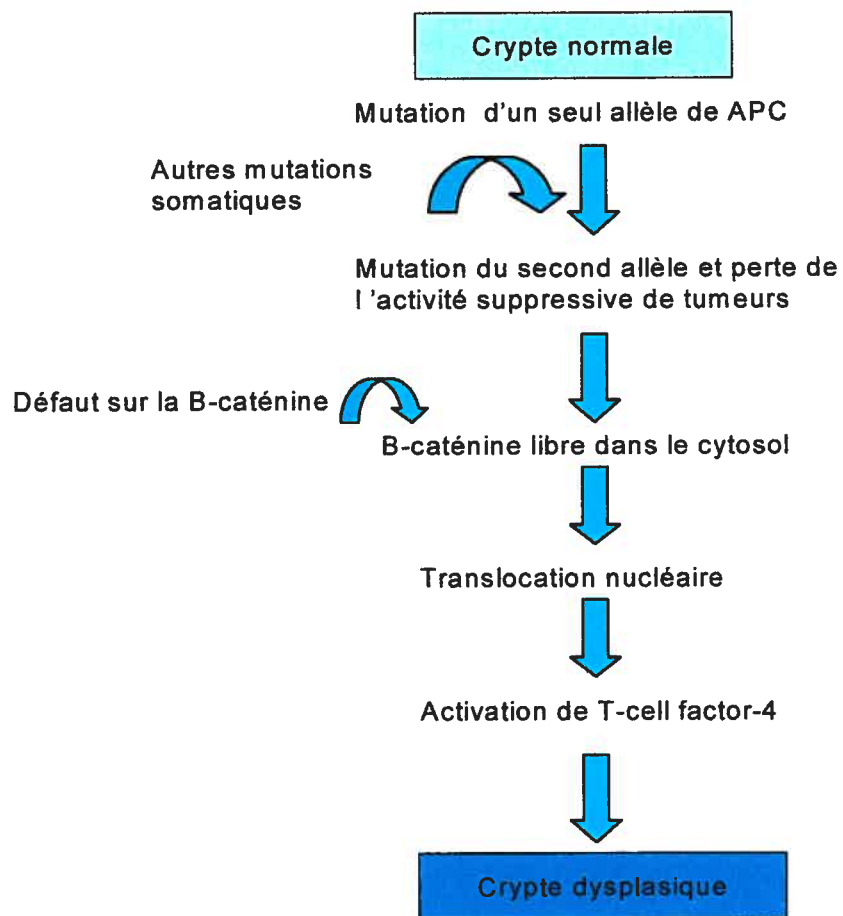 Crypte normale
Mutation d'un seul allèle de APC
Autres mutations
somatiques
Mutation du second allèle et perte de
l 'activité suppressive de tumeurs
Défaut sur la B-caténine
B-caténine libre dans le cytosol
Translocation nucléaire
Activation de T-cell factor-4
Crypte dysplasique